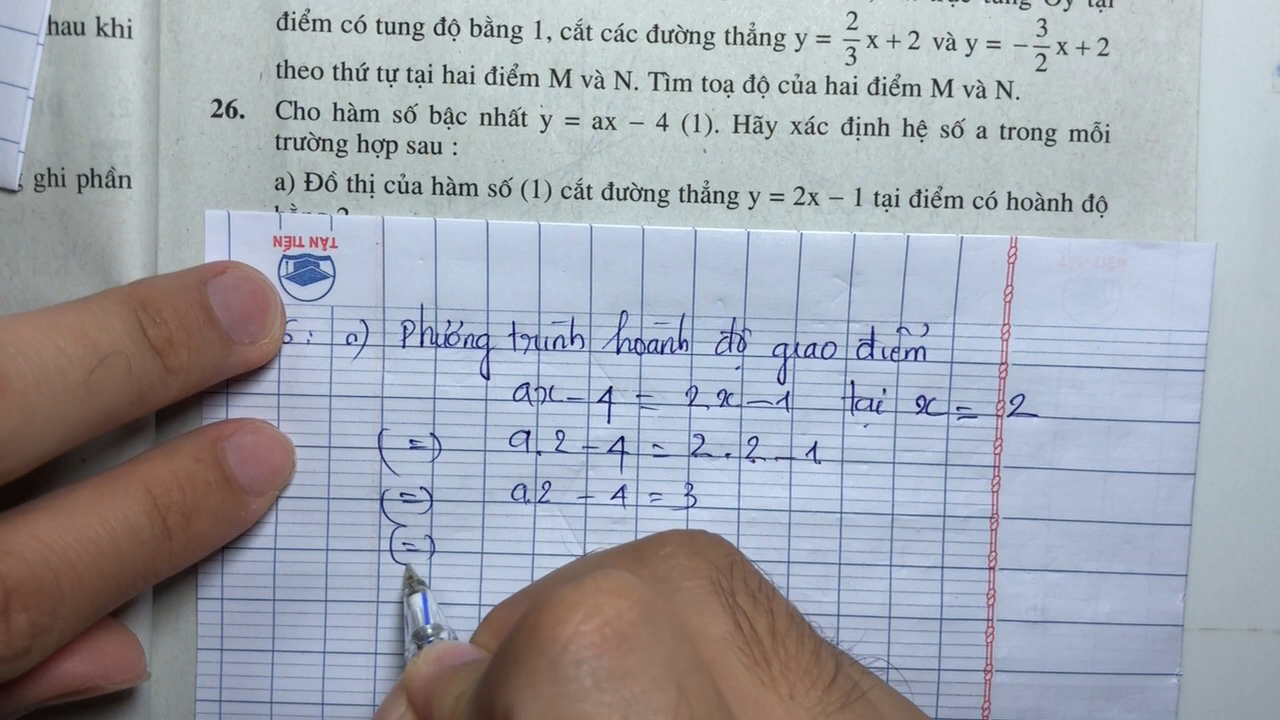 hau khi
ghi phần
điểm có tung độ bằng 1, cắt các đường thẳng y = 2/3 x + 2 và y = − 3/2 x + 2
theo thứ tự tại hai điểm M và N. Tìm toạ độ của hai điểm M và N.
26. Cho hàm số bậc nhất y = ax − 4 (1). Hãy xác định hệ số a trong mỗi
trường hợp sau :
a) Đồ thị của hàm số (1) cắt đường thẳng y = 2x − 1 tại điểm có hoành độ
TÂN TIẾN
6: a) Phương trình hoành độ giao điểm
ax − 4 = 2x − 1 tại x = 2
(=) a.2 − 4 = 2.2 − 1
(=) a.2 − 4 = 3
(=)